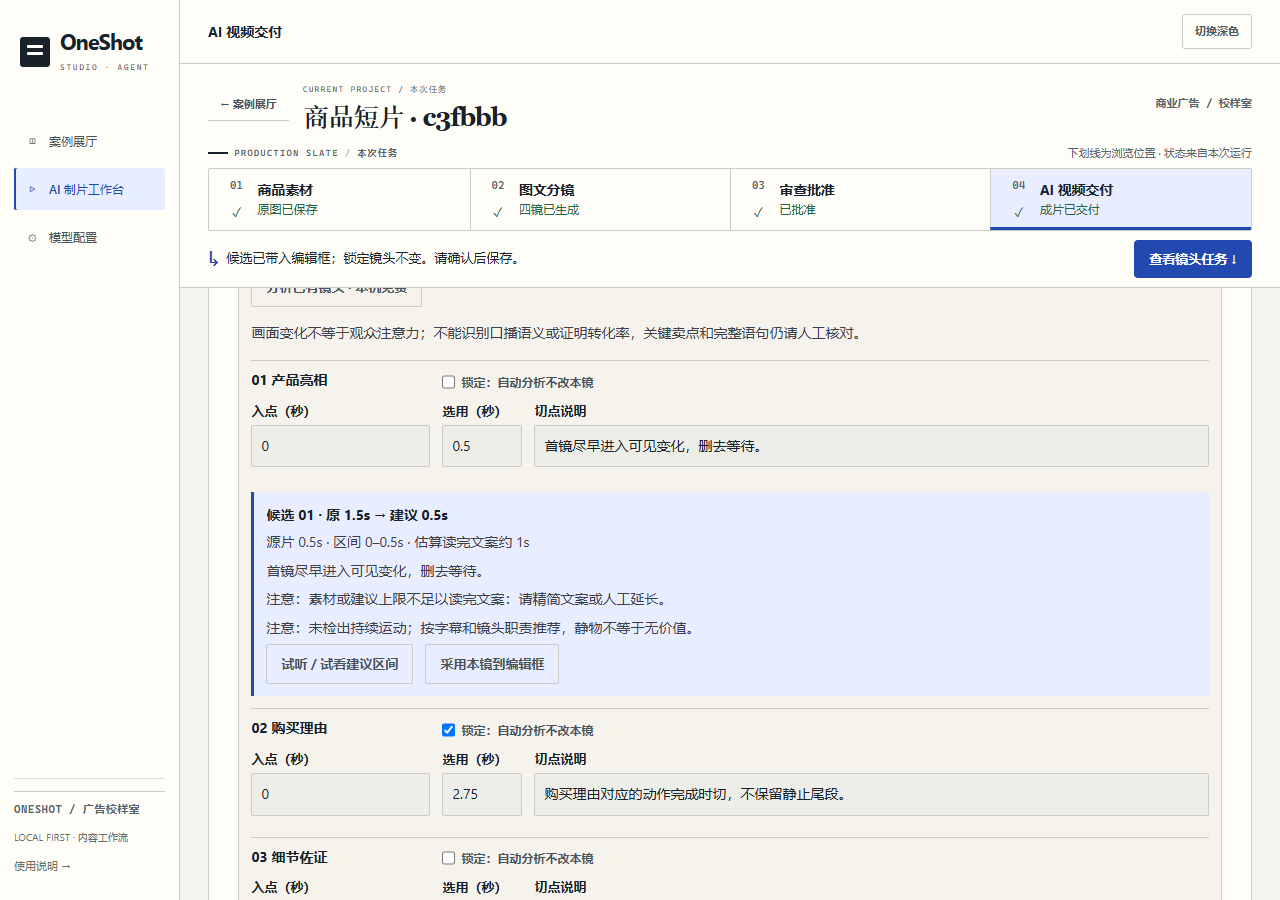 OneShot
STUDIO · AGENT
案例展厅
AI 制片工作台
模型配置
ONESHOT / 广告校样室
LOCAL FIRST · 内容工作流
使用说明 →
AI 视频交付
切换深色
← 案例展厅
CURRENT PROJECT / 本次任务
商品短片 · c3fbbb
商业广告 / 校样室
PRODUCTION SLATE / 本次任务
下划线为浏览位置 · 状态来自本次运行
01 商品素材
✓ 原图已保存
02 图文分镜
✓ 四镜已生成
03 审查批准
✓ 已批准
04 AI 视频交付
✓ 成片已交付
↳ 候选已带入编辑框；锁定镜头不变。请确认后保存。
查看镜头任务 ↓
分析已有镜头 · 本机免费
画面变化不等于观众注意力；不能识别口播语义或证明转化率，关键卖点和完整语句仍请人工核对。
01 产品亮相
锁定：自动分析不改本镜
入点（秒） 选用（秒） 切点说明
0 0.5 首镜尽早进入可见变化，删去等待。
候选 01 · 原 1.5s → 建议 0.5s
源片 0.5s · 区间 0–0.5s · 估算读完文案约 1s
首镜尽早进入可见变化，删去等待。
注意：素材或建议上限不足以读完文案：请精简文案或人工延长。
注意：未检出持续运动；按字幕和镜头职责推荐，静物不等于无价值。
试听 / 试看建议区间 采用本镜到编辑框
02 购买理由
锁定：自动分析不改本镜
入点（秒） 选用（秒） 切点说明
0 2.75 购买理由对应的动作完成时切，不保留静止尾段。
03 细节佐证
锁定：自动分析不改本镜
入点（秒） 选用（秒） 切点说明